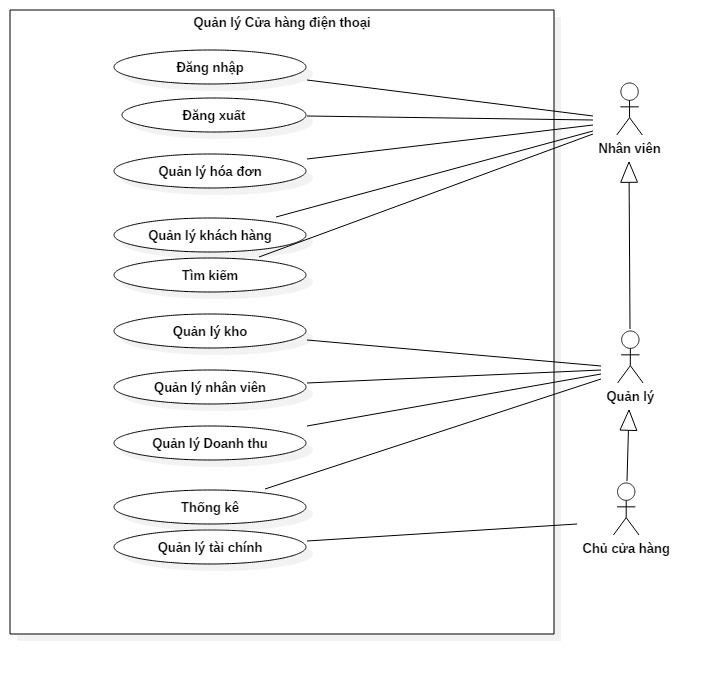 Quản lý Cửa hàng điện thoại
Đăng nhập
Đăng xuất
Nhân viên
Quản lý hóa đơn
Quản lý khách hàng
Tìm kiếm
Quản lý kho
Quản lý nhân viên
Quản lý
Quản lý Doanh thu
Thống kê
Quản lý tài chính
Chủ cửa hàng